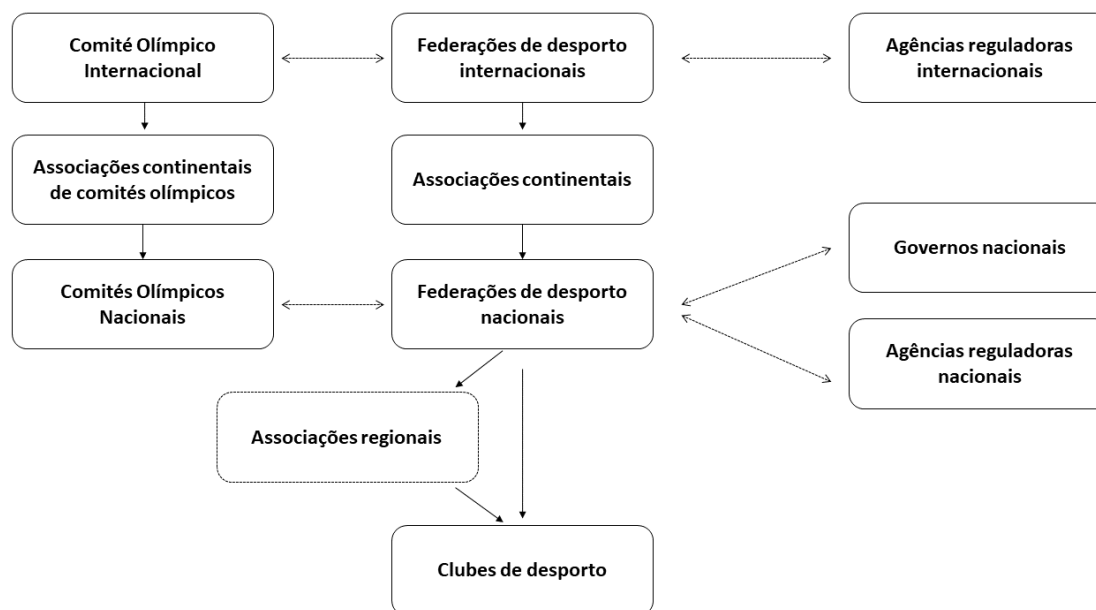 Comité Olímpico
Internacional
Federações de desporto
internacionais
Agências reguladoras
internacionais
Associações continentais
de comités olímpicos
Associações continentais
Governos nacionais
Comités Olímpicos
Nacionais
Federações de desporto
nacionais
Agências reguladoras
nacionais
Associações regionais
Clubes de desporto